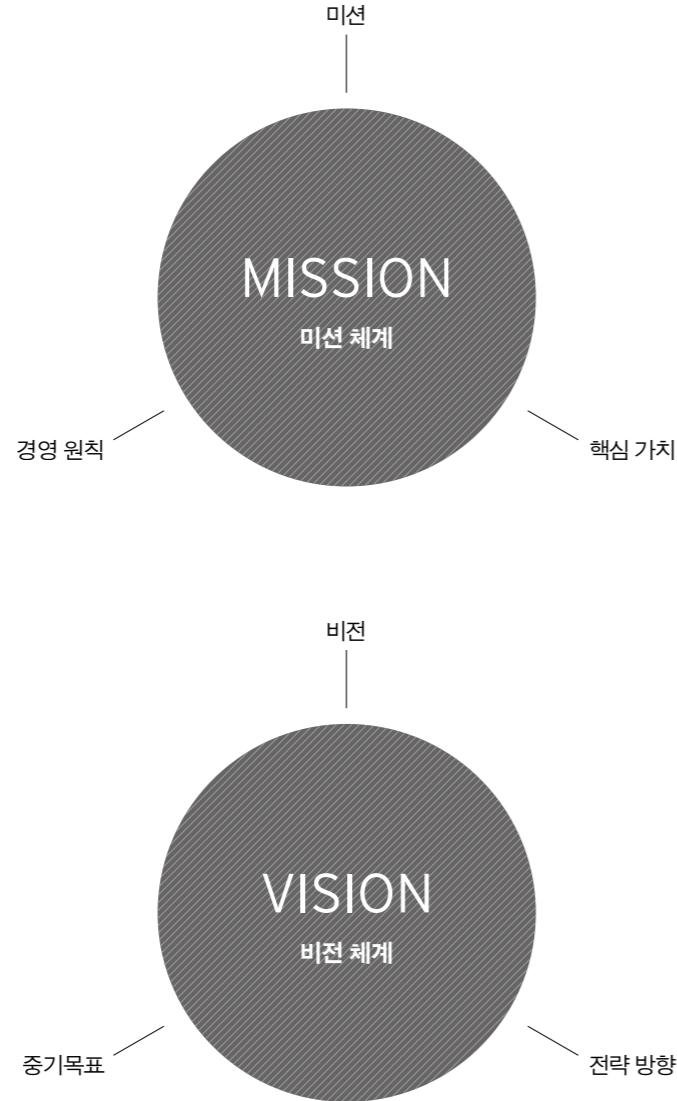 미션
MISSION
미션 체계
경영 원칙
핵심 가치
비전
VISION
비전 체계
중기목표
전략 방향